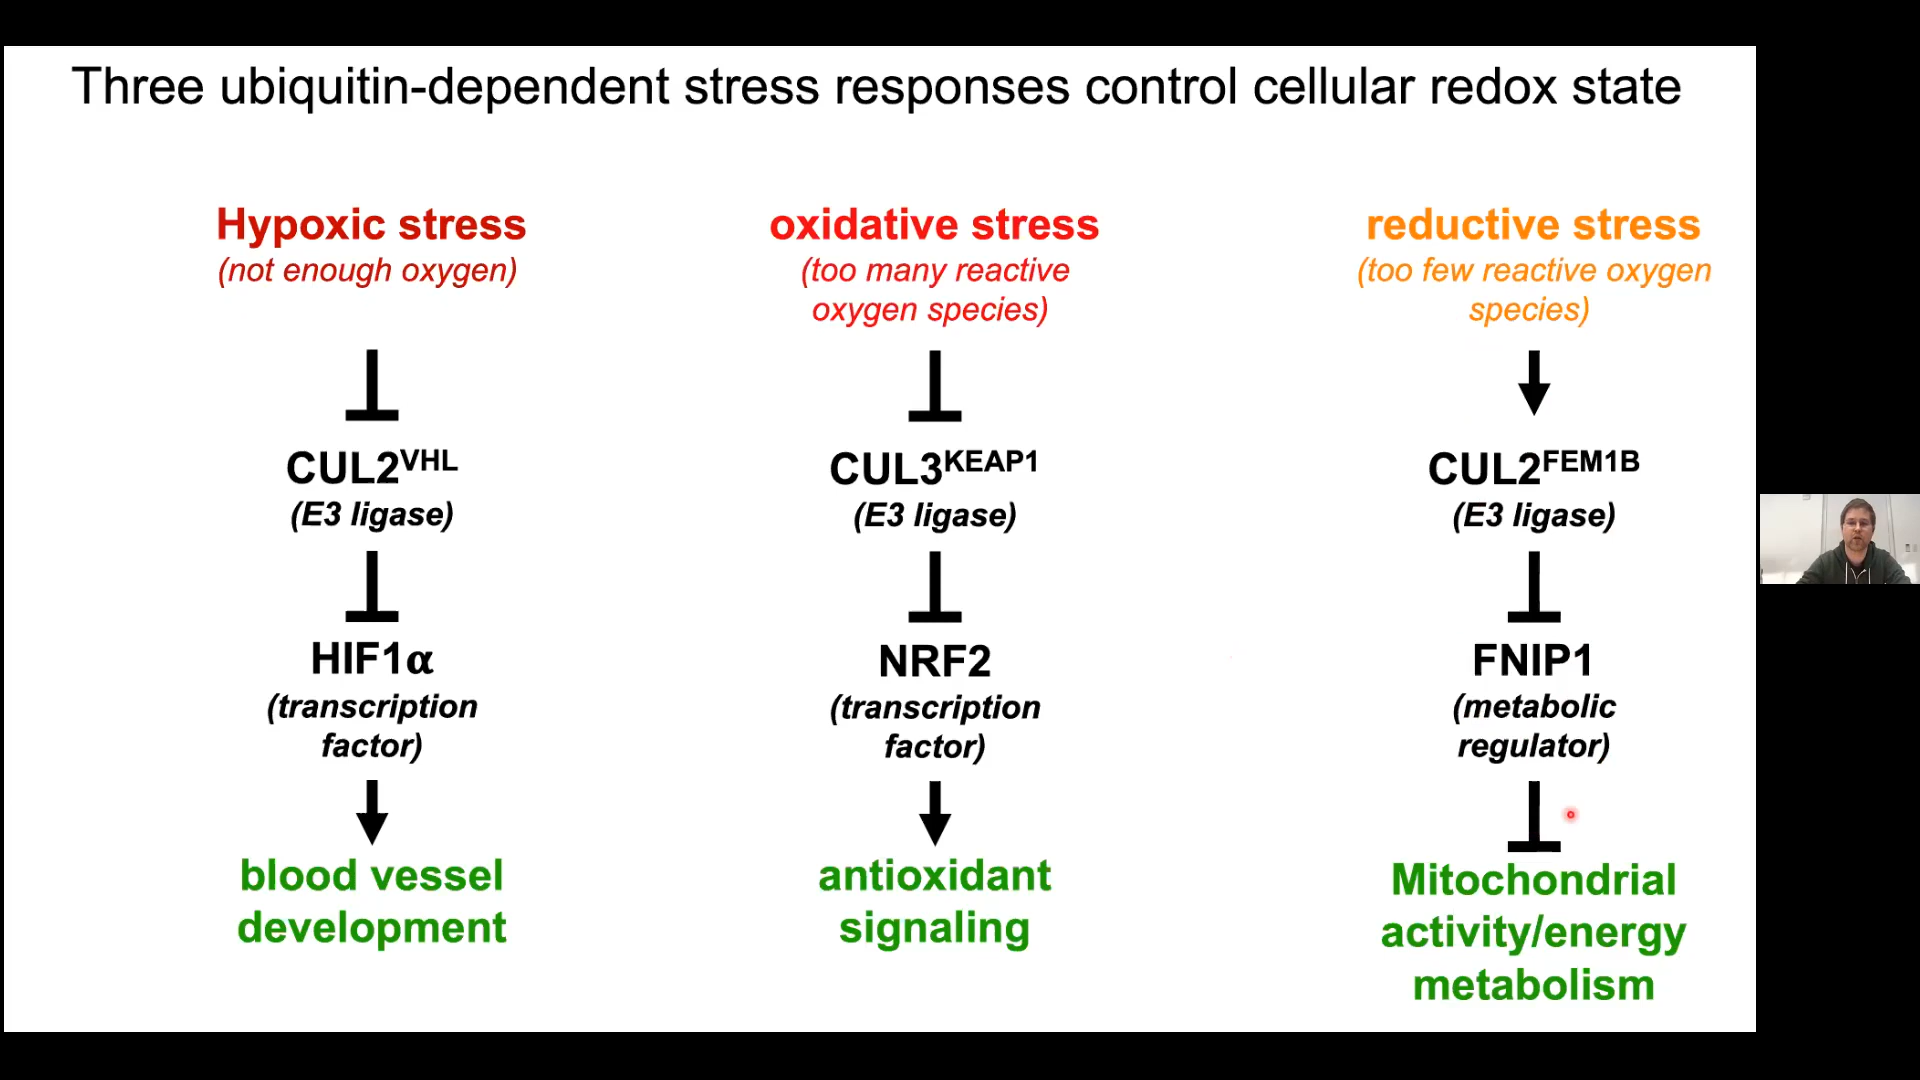 Three ubiquitin-dependent stress responses control cellular redox state
Hypoxic stress
(not enough oxygen)
CUL2VHL
(E3 ligase)
HIF1α
(transcription
factor)
blood vessel
development
oxidative stress
(too many reactive
oxygen species)
CUL3KEAP1
(E3 ligase)
NRF2
(transcription
factor)
antioxidant
signaling
reductive stress
(too few reactive oxygen
species)
CUL2FEM1B
(E3 ligase)
FNIP1
(metabolic
regulator)
Mitochondrial
activity/energy
metabolism